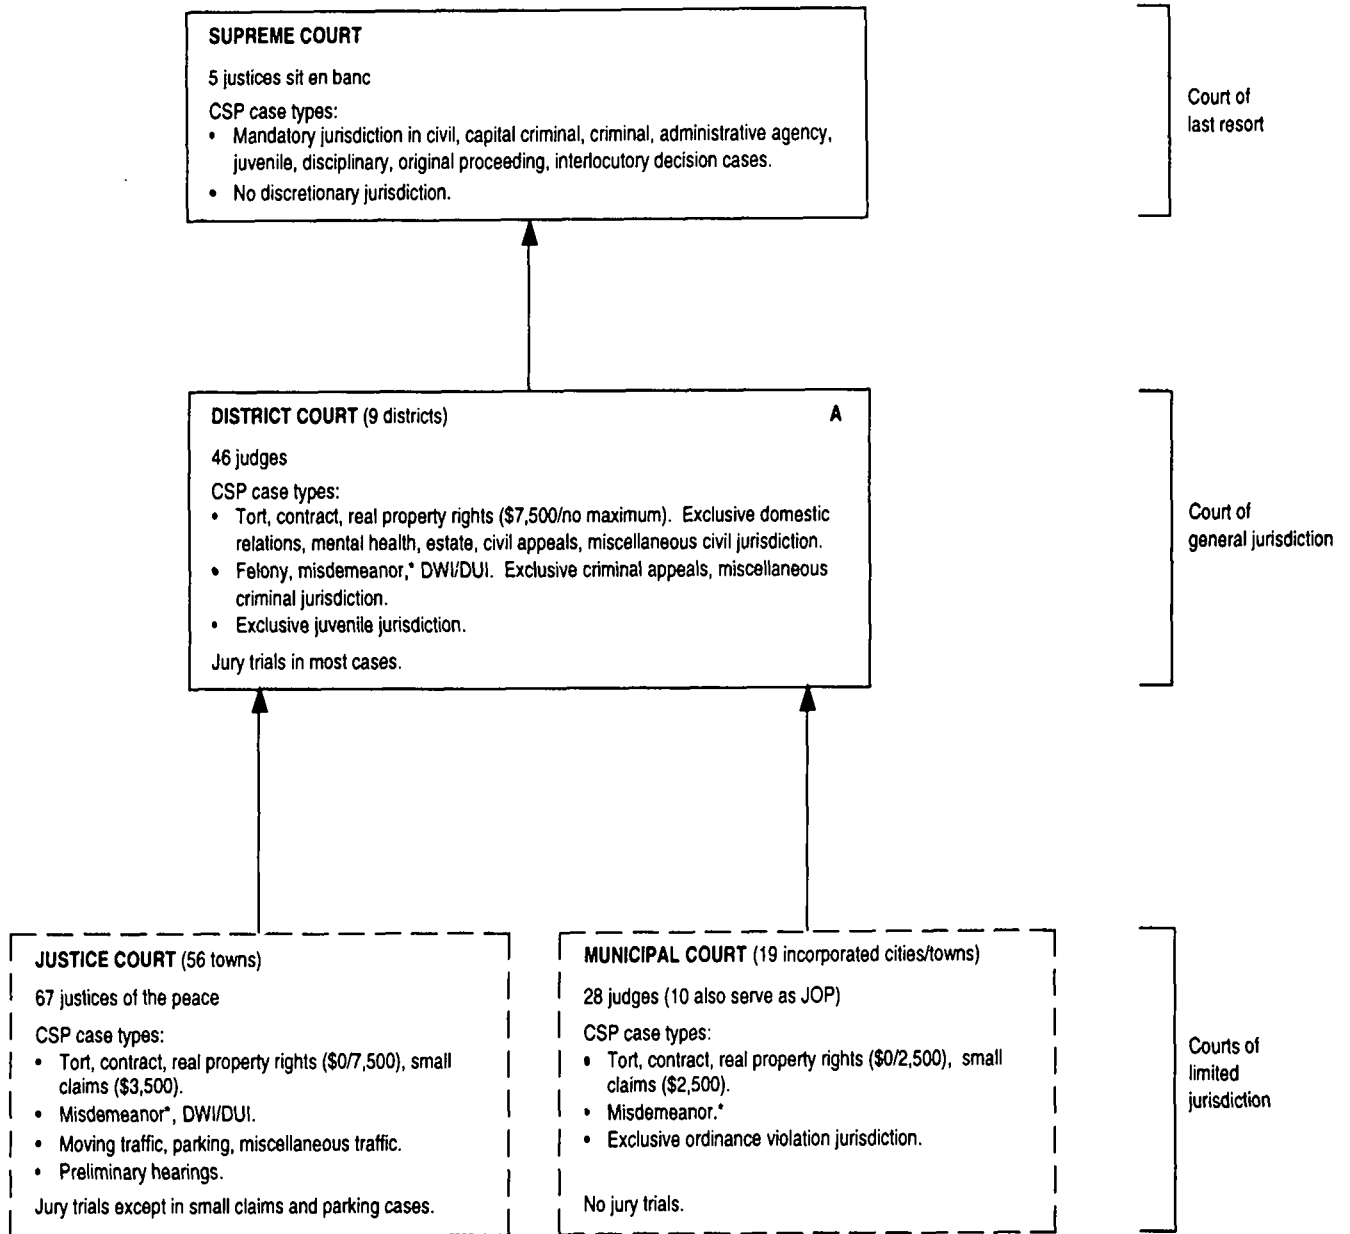 SUPREME COURT
5 justices sit en banc
CSP case types:
• Mandatory jurisdiction in civil, capital criminal, criminal, administrative agency,
juvenile, disciplinary, original proceeding, interlocutory decision cases.
• No discretionary jurisdiction.
Court of
last resort
DISTRICT COURT (9 districts) A
46 judges
CSP case types:
• Tort, contract, real property rights ($7,500/no maximum). Exclusive domestic
relations, mental health, estate, civil appeals, miscellaneous civil jurisdiction.
• Felony, misdemeanor,* DWI/DUI. Exclusive criminal appeals, miscellaneous
criminal jurisdiction.
• Exclusive juvenile jurisdiction.
Jury trials in most cases.
Court of
general jurisdiction
JUSTICE COURT (56 towns)
67 justices of the peace
CSP case types:
• Tort, contract, real property rights ($0/7,500), small
claims ($3,500).
• Misdemeanor*, DWI/DUI.
• Moving traffic, parking, miscellaneous traffic.
• Preliminary hearings.
Jury trials except in small claims and parking cases.
MUNICIPAL COURT (19 incorporated cities/towns)
28 judges (10 also serve as JOP)
CSP case types:
• Tort, contract, real property rights ($0/2,500), small
claims ($2,500).
• Misdemeanor.*
• Exclusive ordinance violation jurisdiction.
No jury trials.
Courts of
limited
jurisdiction